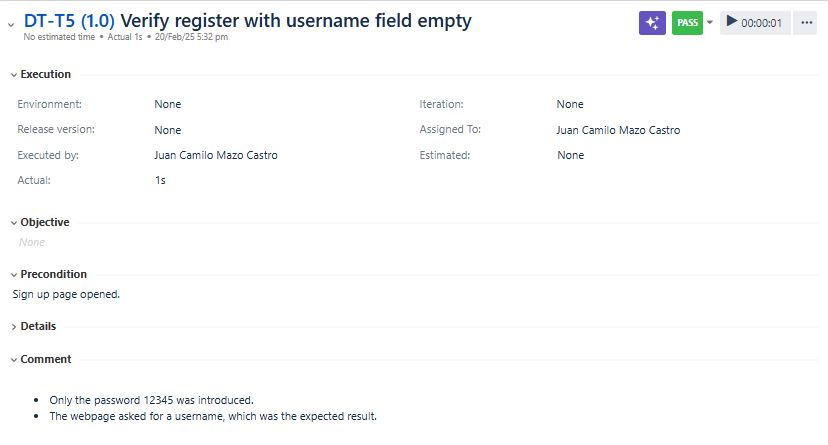 DT-T5 (1.0) Verify register with username field empty
No estimated time • Actual 1s • 20/Feb/25 5:32 pm
PASS
00:00:01
Execution
Environment: None Iteration: None
Release version: None Assigned To: Juan Camilo Mazo Castro
Executed by: Juan Camilo Mazo Castro Estimated: None
Actual: 1s
Objective
None
Precondition
Sign up page opened.
Details
Comment
• Only the password 12345 was introduced.
• The webpage asked for a username, which was the expected result.